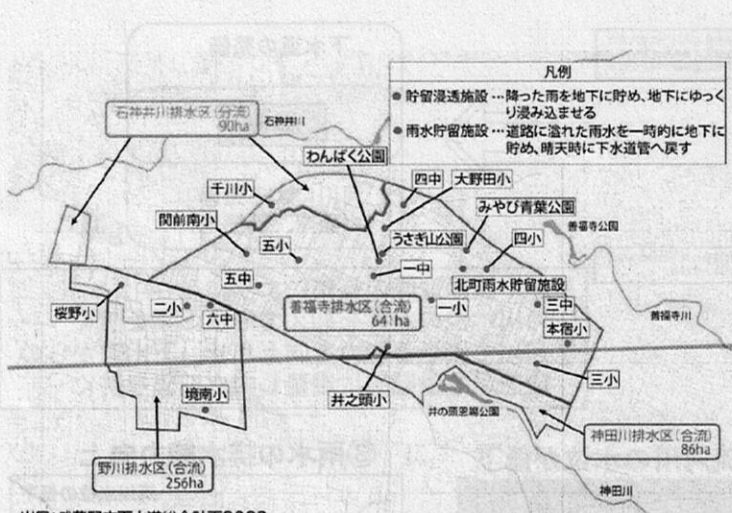 凡例
貯留浸透施設…降った雨を地下に貯め、地下にゆっく
り浸み込ませる
雨水貯留施設…道路に溢れた雨水を一時的に地下に
貯め、晴天時に下水道管へ戻す
石神井川排水区(分流)
90ha
石神井川
わんぱく公園
千川小
四中
大野田小
関前南小
みやび青葉公園
善福寺公園
五小
うさぎ山公園
四小
五中
一中
北町雨水貯留施設
桜野小
二小
六中
善福寺排水区(合流)
641ha
一小
三中
善福寺川
本宿小
境南小
井之頭小
三小
井の頭恩賜公園
野川排水区(合流)
256ha
神田川排水区(合流)
86ha
神田川